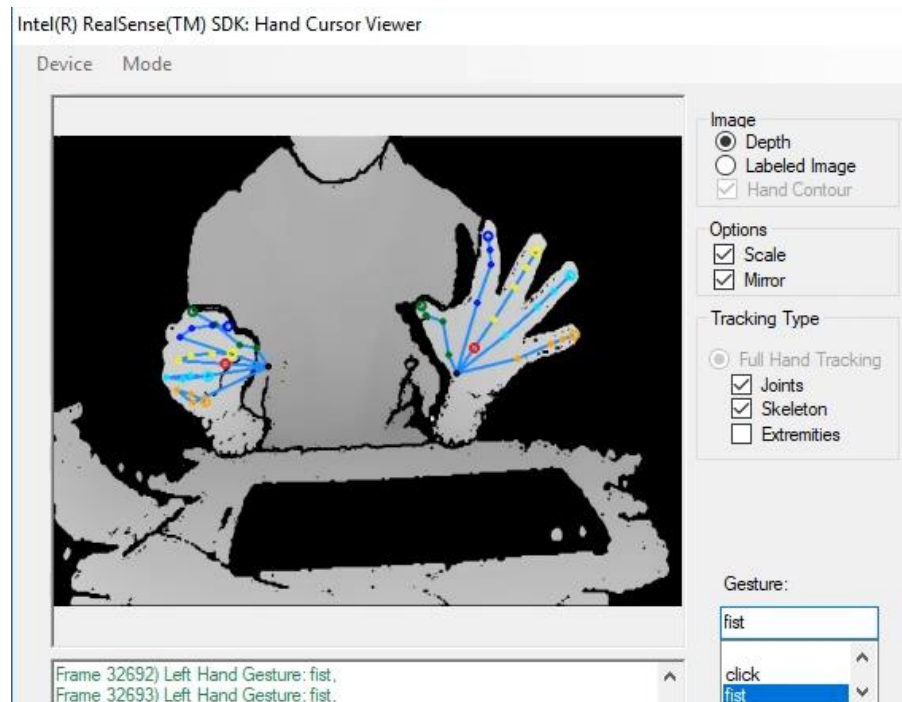 Intel(R) RealSense(TM) SDK: Hand Cursor Viewer
Device Mode
Image
Depth
Labeled Image
Hand Contour
Options
Scale
Mirror
Tracking Type
Full Hand Tracking
Joints
Skeleton
Extremities
Gesture:
fist
click
fist
Frame 32692) Left Hand Gesture: fist,
Frame 32693) Left Hand Gesture: fist,